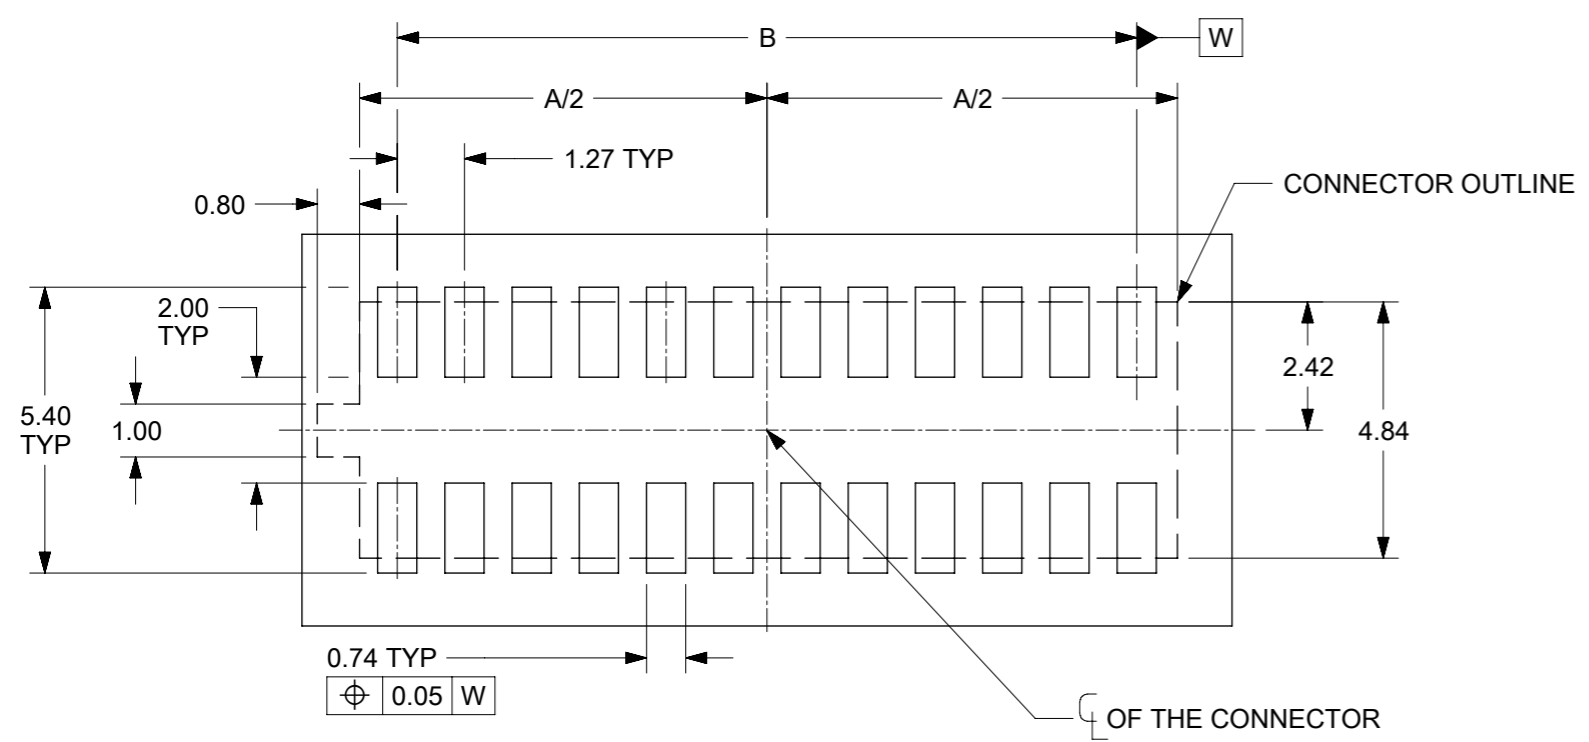 B
W
A/2
A/2
1.27 TYP
CONNECTOR OUTLINE
0.80
2.00
TYP
2.42
5.40
TYP
1.00
4.84
0.74 TYP
⌖ 0.05 W
℄ OF THE CONNECTOR